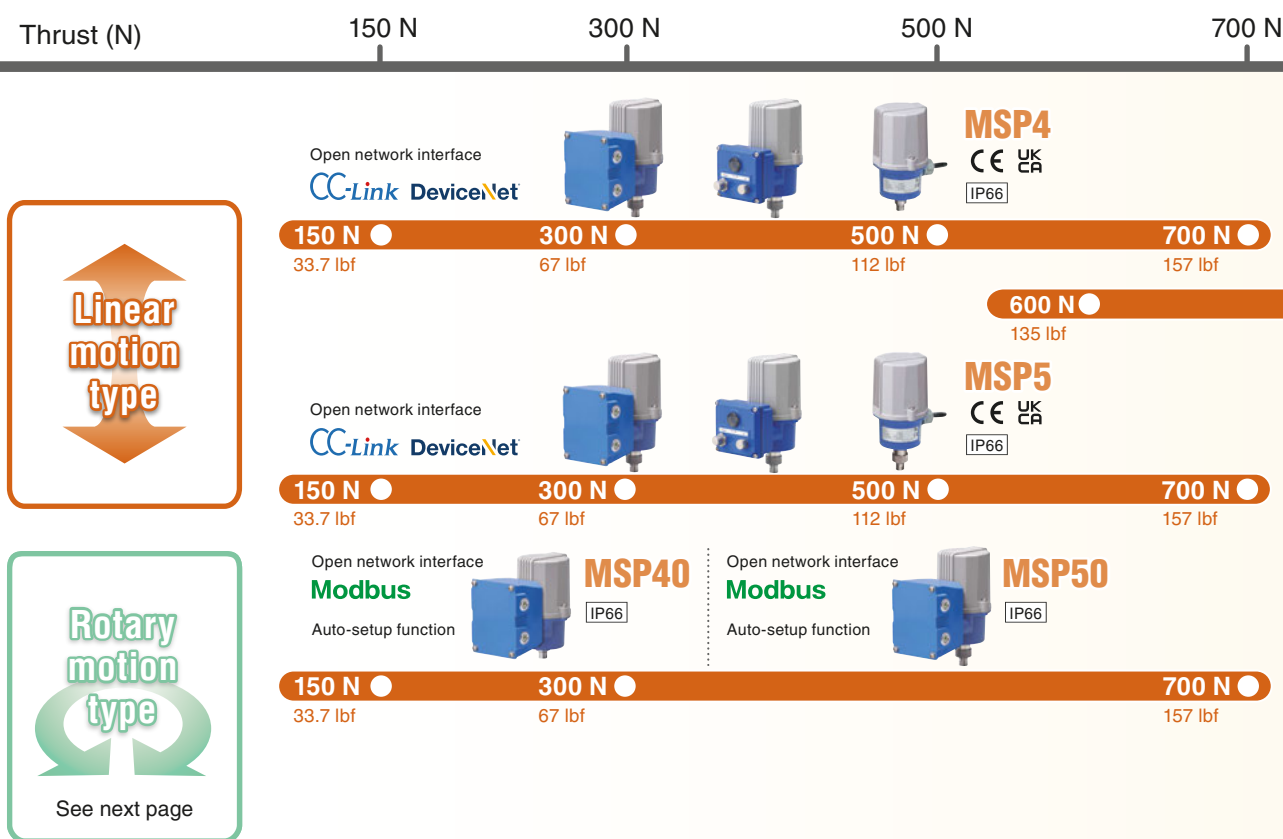 Thrust (N)
150 N
300 N
500 N
700 N
Open network interface
CC-Link DeviceNet
MSP4
CE UK CA
IP66
150 N
300 N
500 N
700 N
33.7 lbf
67 lbf
112 lbf
157 lbf
600 N
135 lbf
Linear
motion
type
Open network interface
CC-Link DeviceNet
MSP5
CE UK CA
IP66
150 N
300 N
500 N
700 N
33.7 lbf
67 lbf
112 lbf
157 lbf
Rotary
motion
type
See next page
Open network interface
Modbus
Auto-setup function
MSP40
IP66
Open network interface
Modbus
Auto-setup function
MSP50
IP66
150 N
300 N
700 N
33.7 lbf
67 lbf
157 lbf